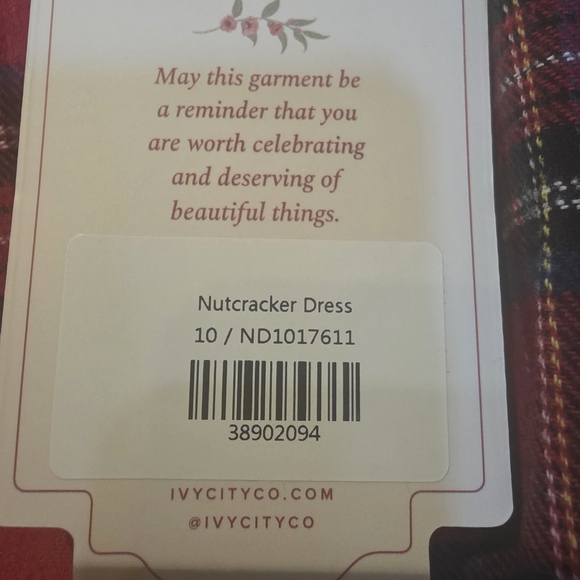 May this garment be
a reminder that you
are worth celebrating
and deserving of
beautiful things.
Nutcracker Dress
10 / ND1017611
38902094
IVYCITYCO.COM
@IVYCITYCO